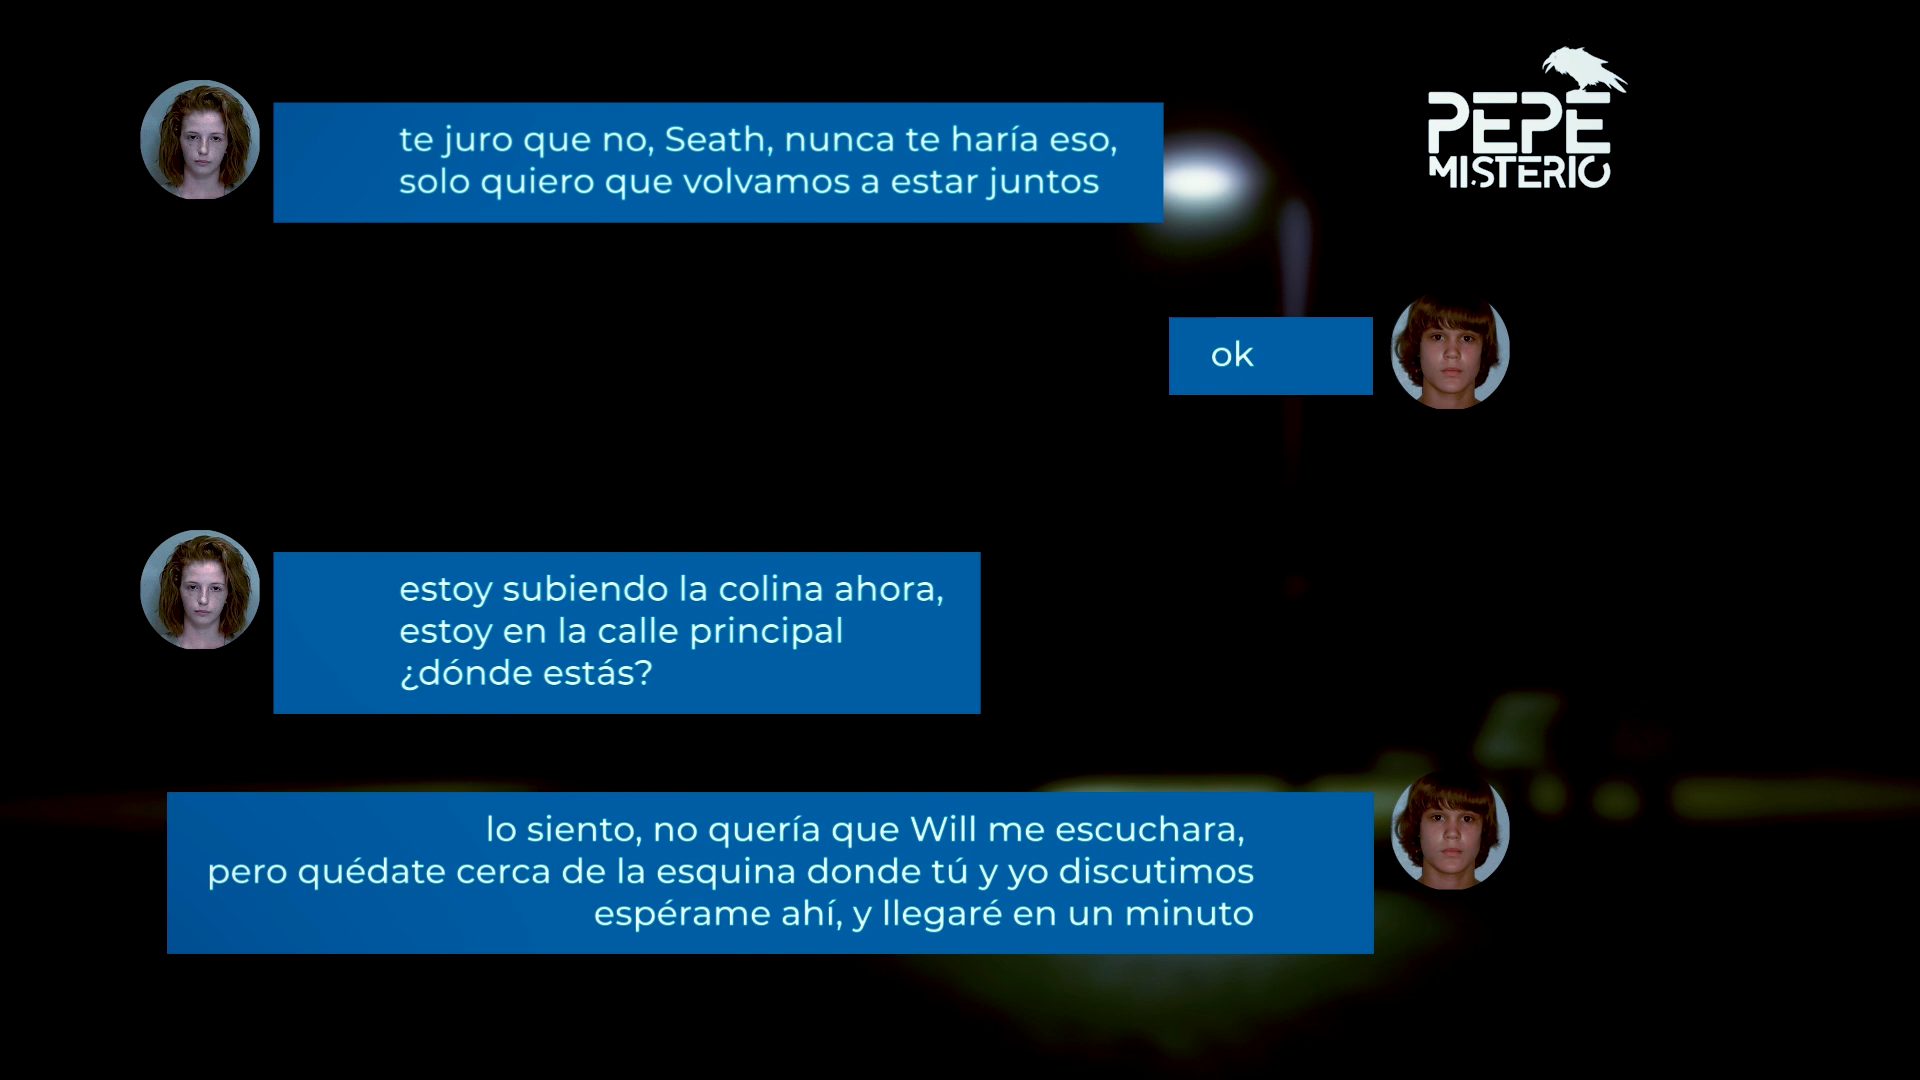 PEPE
MISTERIO
te juro que no, Seath, nunca te haría eso,
solo quiero que volvamos a estar juntos
ok
estoy subiendo la colina ahora,
estoy en la calle principal
¿dónde estás?
lo siento, no quería que Will me escuchara,
pero quédate cerca de la esquina donde tú y yo discutimos
espérame ahí, y llegaré en un minuto